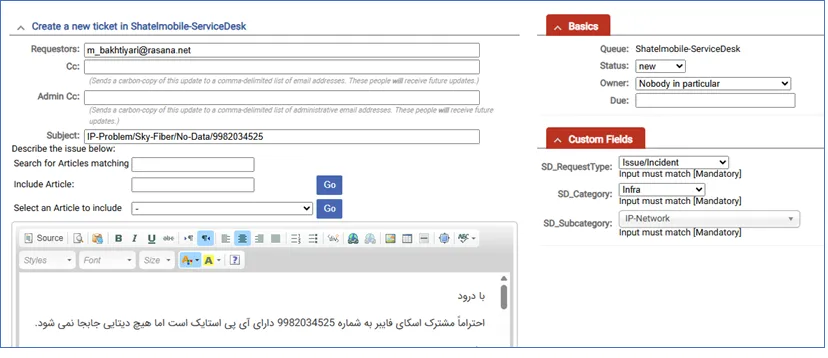 Create a new ticket in Shatelmobile-ServiceDesk
Requestors: m_bakhtiyari@rasana.net
Cc:
(Sends a carbon-copy of this update to a comma-delimited list of email addresses. These people will receive future updates.)
Admin Cc:
(Sends a carbon-copy of this update to a comma-delimited list of administrative email addresses. These people will receive future
updates.)
Subject: IP-Problem/Sky-Fiber/No-Data/9982034525
Describe the issue below:
Search for Articles matching
Include Article: Go
Select an Article to include - Go
Source B I U abc
Styles Font Size A A ?
با درود
احتراماً مشترک اسکای فایبر به شماره 9982034525 دارای آی پی استاتیک است اما هیچ دیتایی جابجا نمی شود.
Basics
Queue: Shatelmobile-ServiceDesk
Status: new
Owner: Nobody in particular
Due:
Custom Fields
SD_RequestType: Issue/Incident
Input must match [Mandatory]
SD_Category: Infra
Input must match [Mandatory]
SD_Subcategory: IP-Network
Input must match [Mandatory]